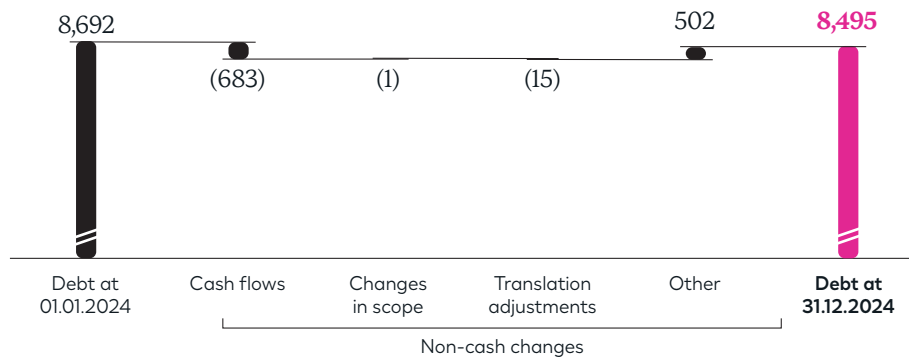 8,692
(683)
(1)
(15)
502
8,495
Debt at
01.01.2024
Cash flows
Changes
in scope
Translation
adjustments
Other
Debt at
31.12.2024
Non-cash changes